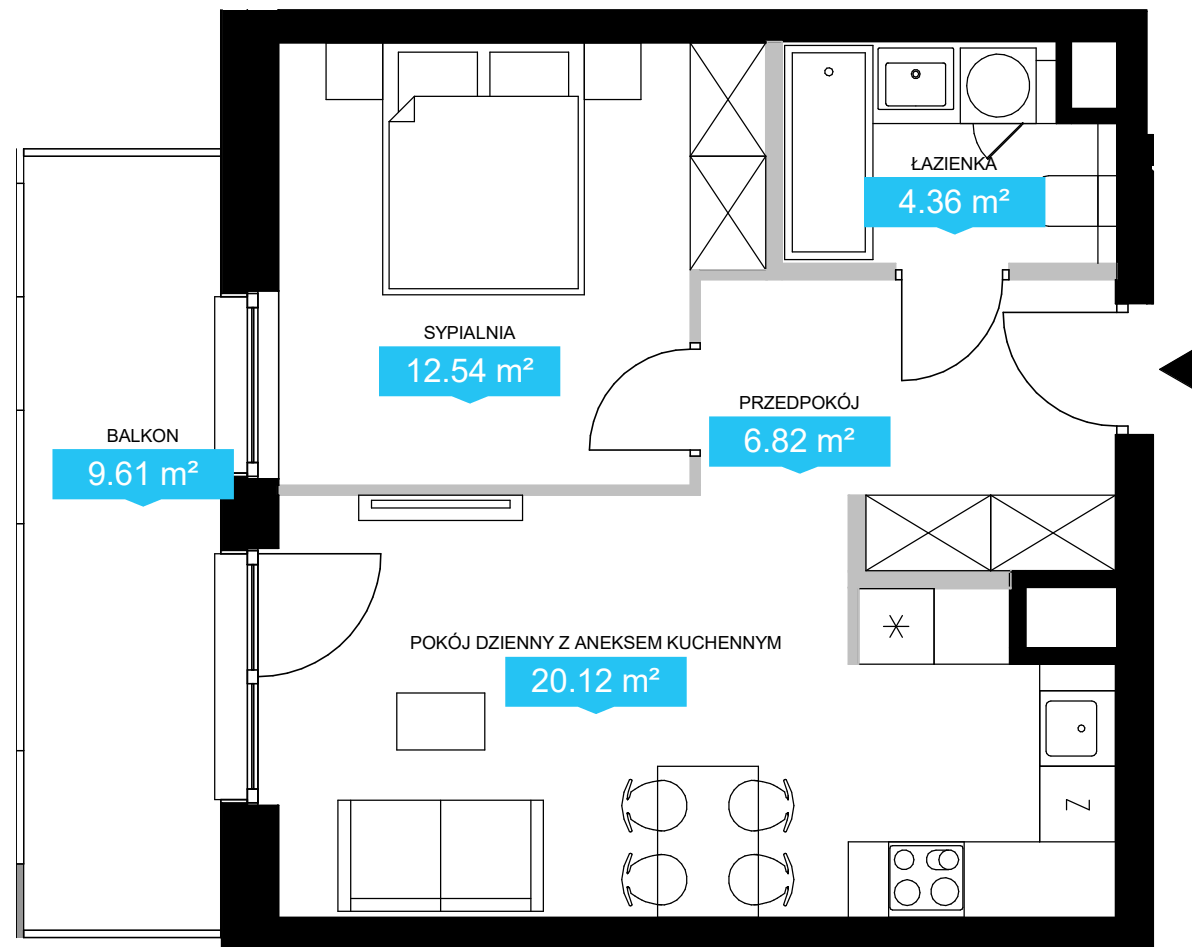 ŁAZIENKA
4.36 m²
SYPIALNIA
12.54 m²
PRZEDPOKÓJ
6.82 m²
BALKON
9.61 m²
POKÓJ DZIENNY Z ANEKSEM KUCHENNYM
20.12 m²
Z